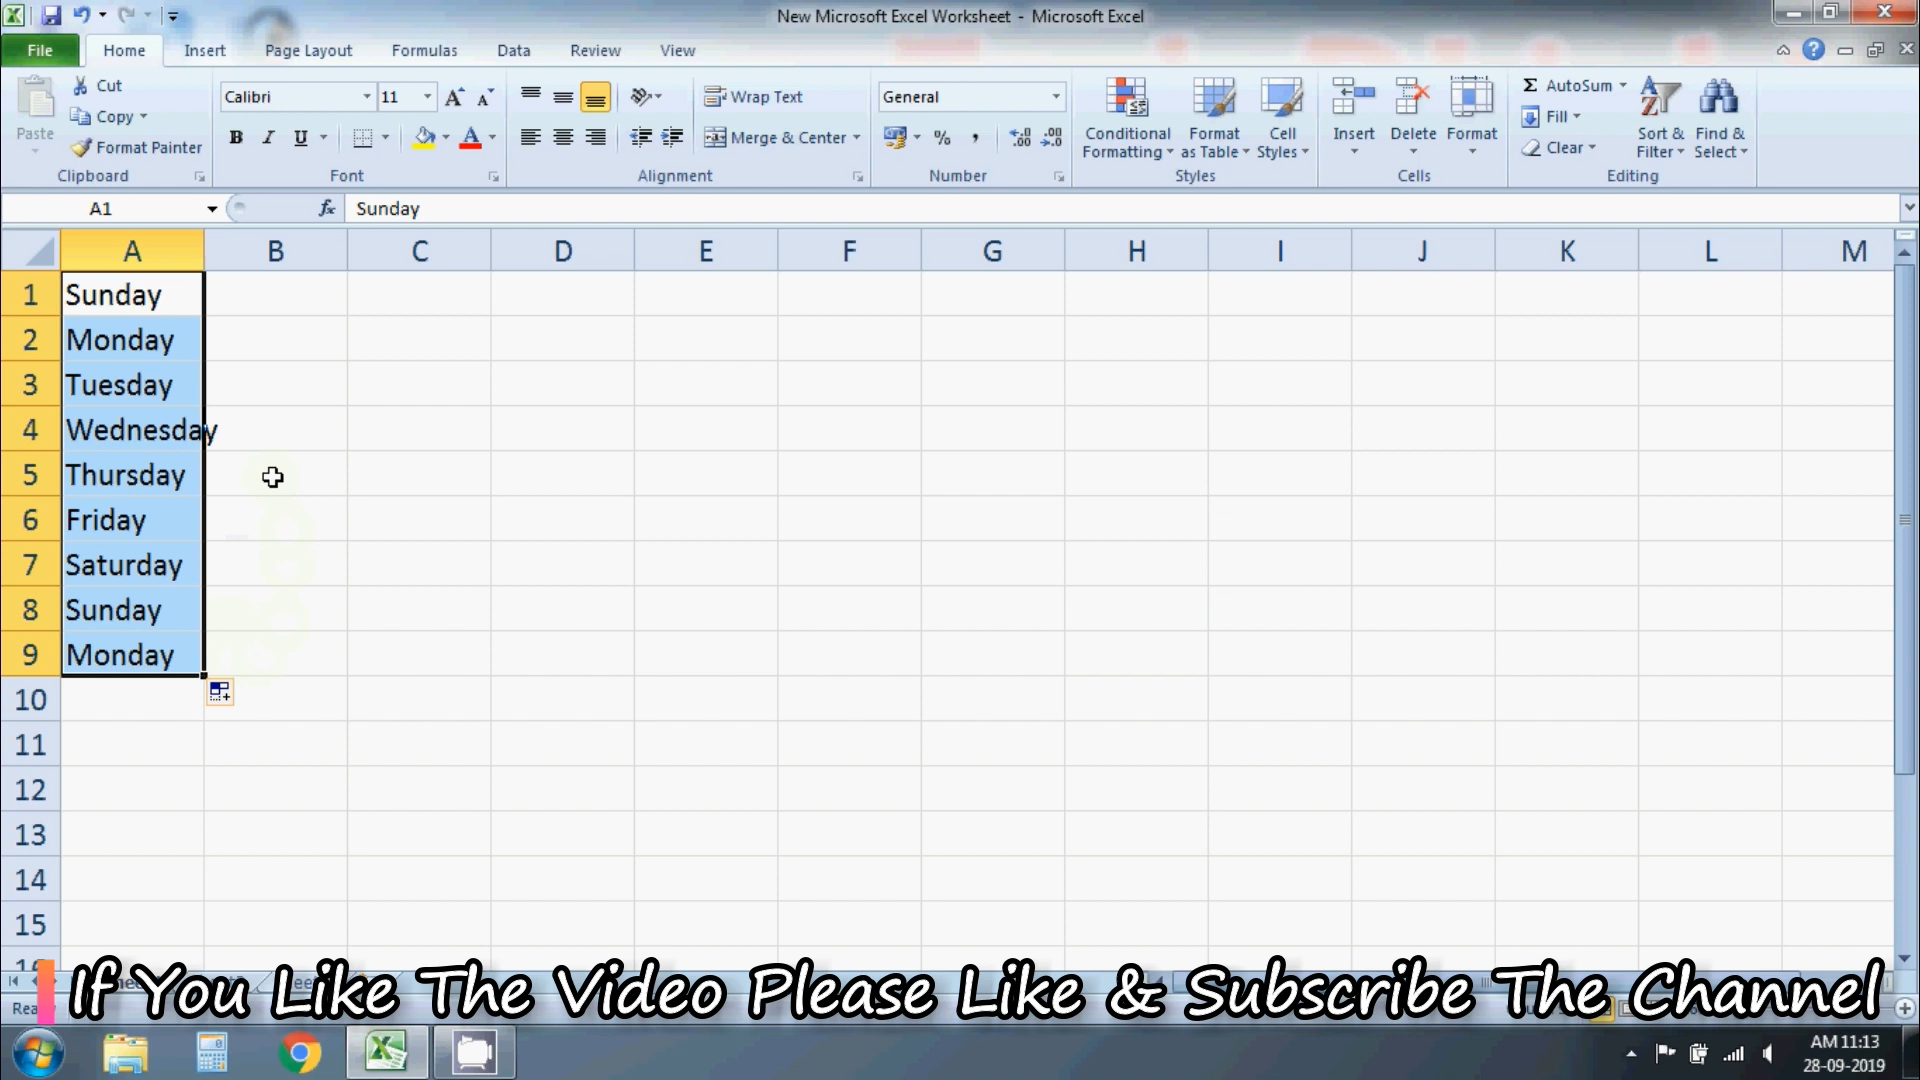 New Microsoft Excel Worksheet - Microsoft Excel
File Home Insert Page Layout Formulas Data Review View
Paste Cut Copy Format Painter Clipboard
Calibri 11 B I U Font
Wrap Text Merge & Center Alignment
General % , Number
Conditional Formatting Format as Table Cell Styles Styles
Insert Delete Format Cells
Σ AutoSum Fill Clear Sort & Filter Find & Select Editing
A1 fx Sunday
A B C D E F G H I J K L M
1 Sunday
2 Monday
3 Tuesday
4 Wednesday
5 Thursday
6 Friday
7 Saturday
8 Sunday
9 Monday
10
11
12
13
14
15
If You Like The Video Please Like & Subscribe The Channel
AM 11:13
28-09-2019